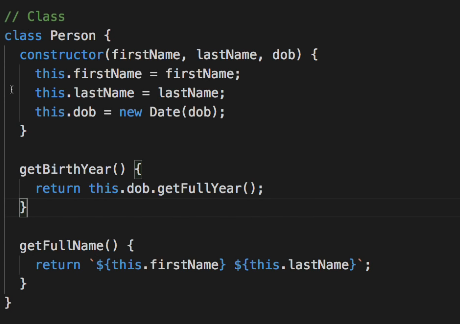 // Class
class Person {
  constructor(firstName, lastName, dob) {
    this.firstName = firstName;
    this.lastName = lastName;
    this.dob = new Date(dob);
  }

  getBirthYear() {
    return this.dob.getFullYear();
  }

  getFullName() {
    return `${this.firstName} ${this.lastName}`;
  }
}